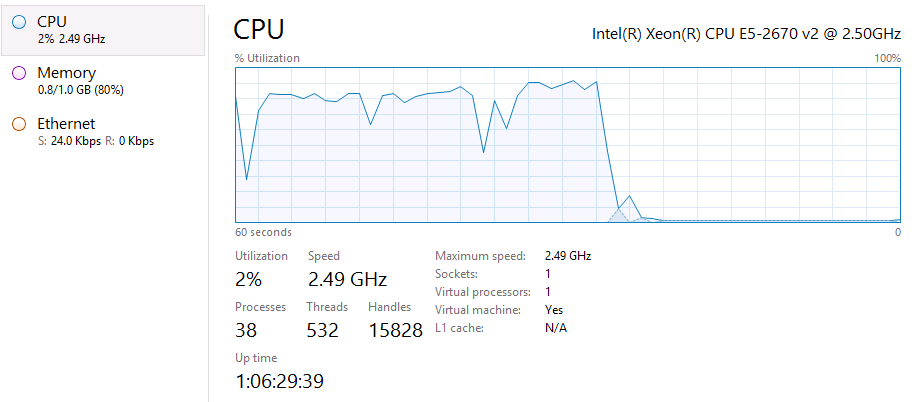 CPU
2% 2.49 GHz
Memory
0.8/1.0 GB (80%)
Ethernet
S: 24.0 Kbps R: 0 Kbps
CPU
Intel(R) Xeon(R) CPU E5-2670 v2 @ 2.50GHz
% Utilization 100%
60 seconds 0
Utilization Speed
2% 2.49 GHz
Processes Threads Handles
38 532 15828
Up time
1:06:29:39
Maximum speed: 2.49 GHz
Sockets: 1
Virtual processors: 1
Virtual machine: Yes
L1 cache: N/A